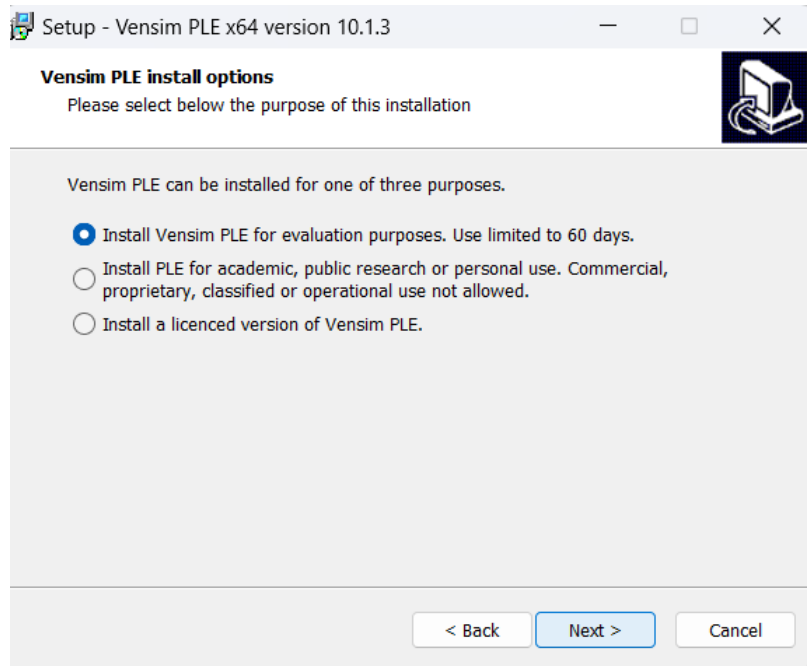 Setup - Vensim PLE x64 version 10.1.3
Vensim PLE install options
Please select below the purpose of this installation
Vensim PLE can be installed for one of three purposes.
Install Vensim PLE for evaluation purposes. Use limited to 60 days.
Install PLE for academic, public research or personal use. Commercial,
proprietary, classified or operational use not allowed.
Install a licenced version of Vensim PLE.
< Back
Next >
Cancel